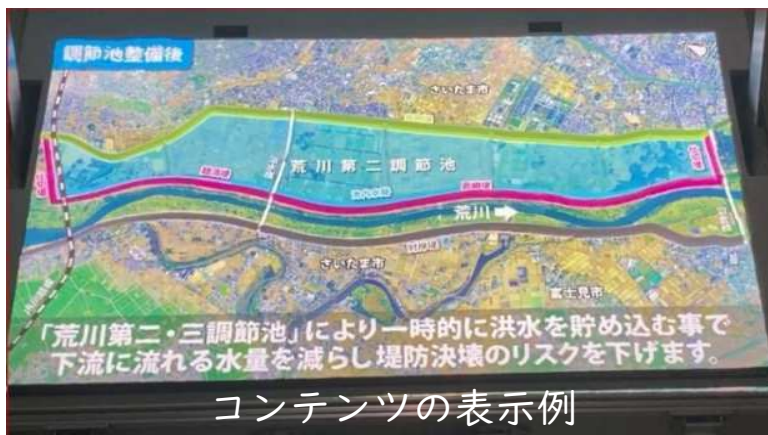 調節池整備後
さいたま市
荒川第二調節池
荒川
さいたま市
富士見市
「荒川第二・三調節池」により一時的に洪水を貯め込む事で
下流に流れる水量を減らし堤防決壊のリスクを下げます。
コンテンツの表示例